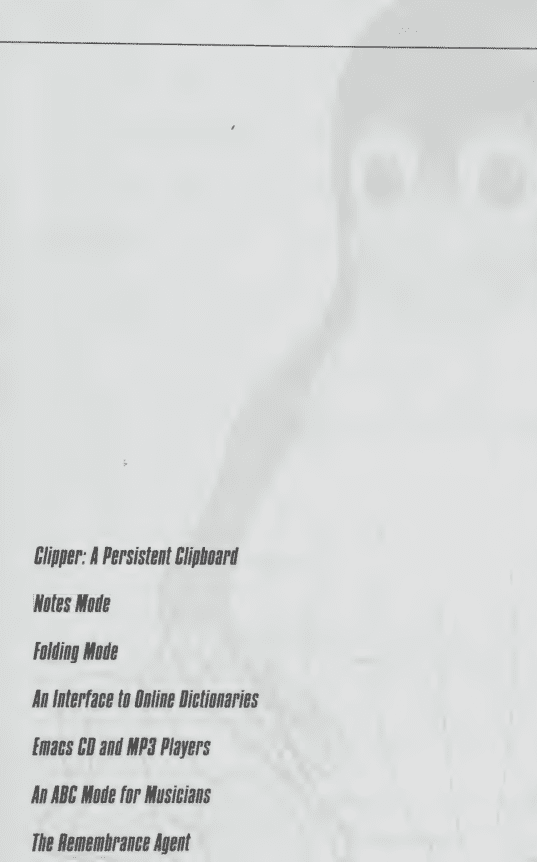 Clipper: A Persistent Clipboard
Notes Mode
Folding Mode
An Interface to Online Dictionaries
Emacs CD and MP3 Players
An ABC Mode for Musicians
The Remembrance Agent